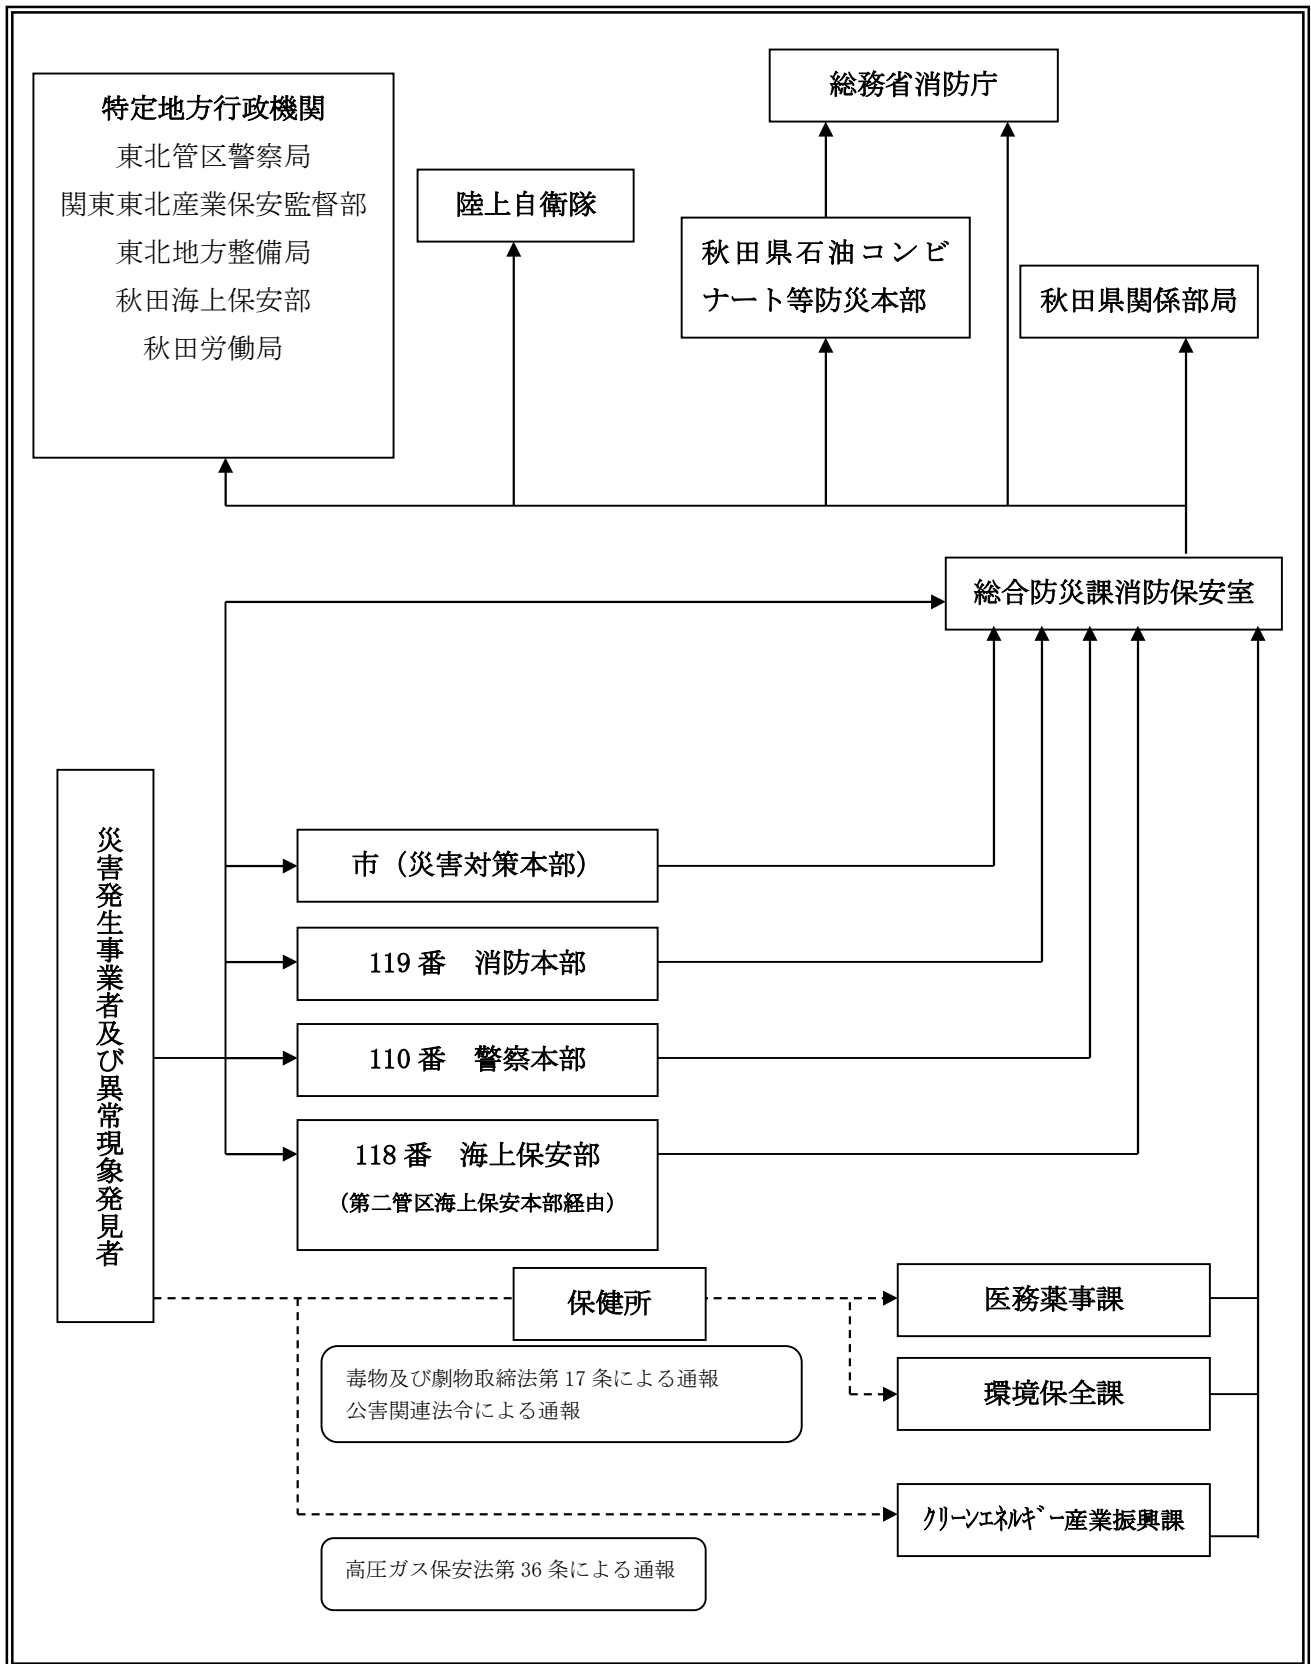 特定地方行政機関
東北管区警察局
関東東北産業保安監督部
東北地方整備局
秋田海上保安部
秋田労働局
陸上自衛隊
総務省消防庁
秋田県石油コンビ
ナート等防災本部
秋田県関係部局
総合防災課消防保安室
災害発生事業者及び異常現象発見者
市（災害対策本部）
119番　消防本部
110番　警察本部
118番　海上保安部
（第二管区海上保安本部経由）
保健所
毒物及び劇物取締法第17条による通報
公害関連法令による通報
高圧ガス保安法第36条による通報
医務薬事課
環境保全課
ｸﾘｰﾝｴﾈﾙｷﾞｰ産業振興課